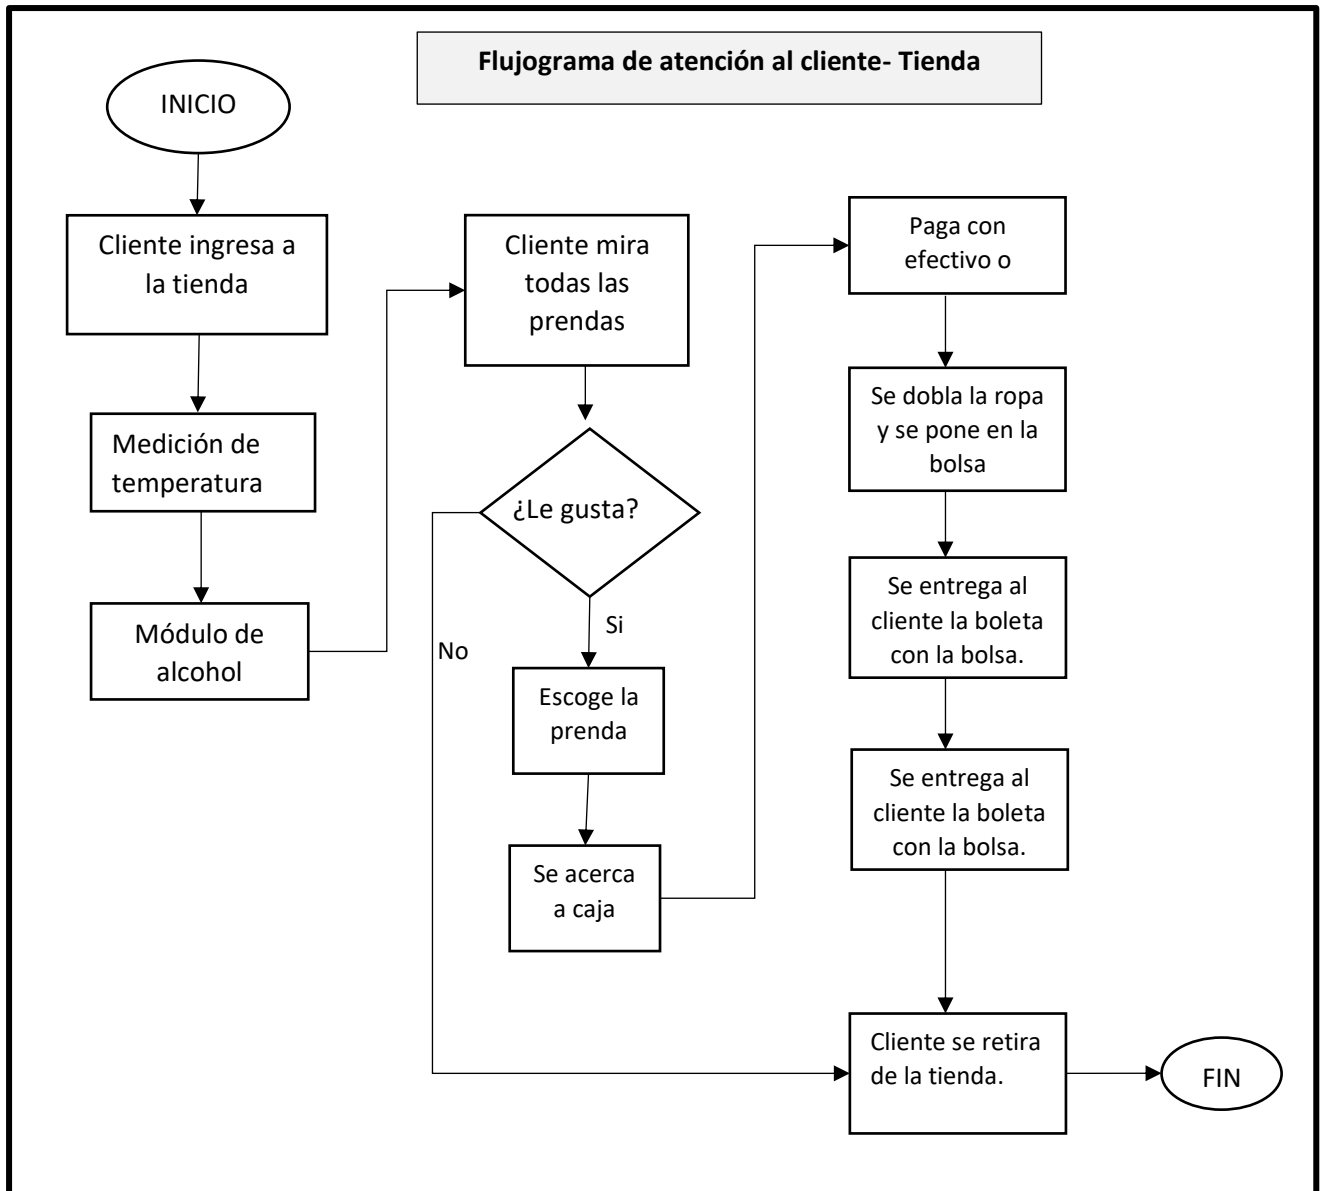 Flujograma de atención al cliente- Tienda
INICIO
Cliente ingresa a
la tienda
Medición de
temperatura
Módulo de
alcohol
Cliente mira
todas las
prendas
¿Le gusta?
Si
No
Escoge la
prenda
Se acerca
a caja
Paga con
efectivo o
Se dobla la ropa
y se pone en la
bolsa
Se entrega al
cliente la boleta
con la bolsa.
Se entrega al
cliente la boleta
con la bolsa.
Cliente se retira
de la tienda.
FIN